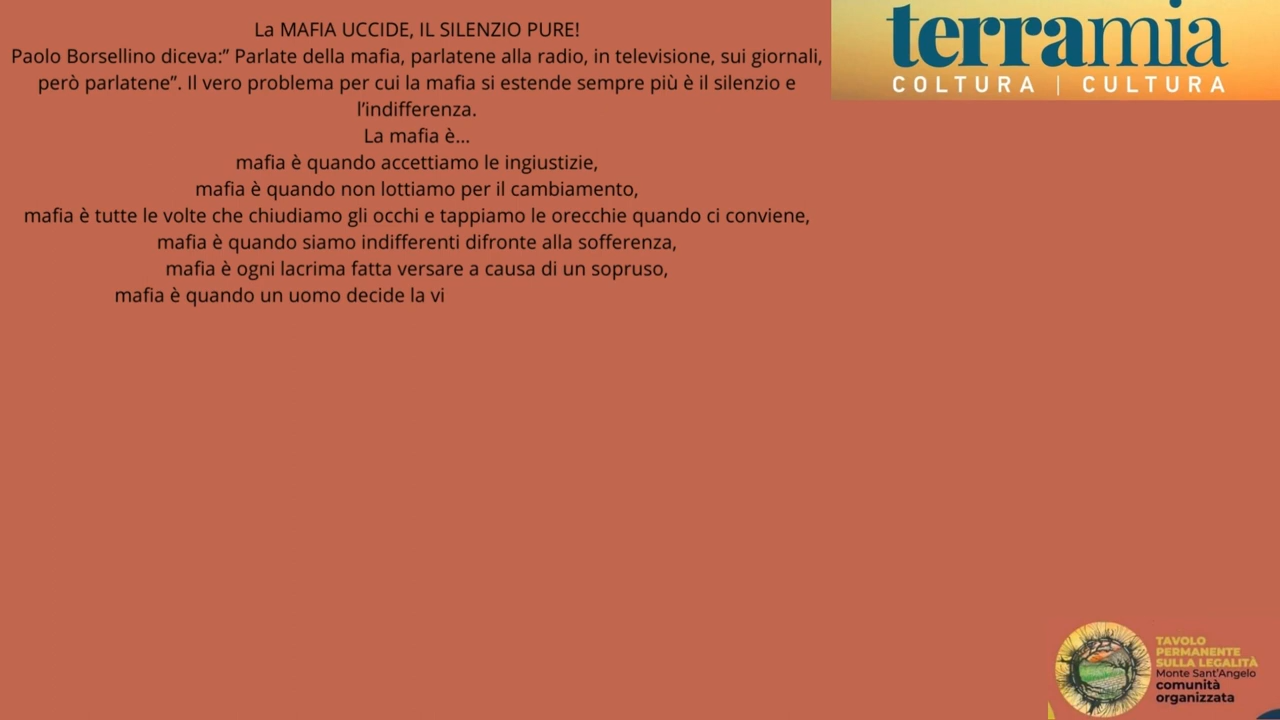 La MAFIA UCCIDE, IL SILENZIO PURE!
Paolo Borsellino diceva:” Parlate della mafia, parlatene alla radio, in televisione, sui giornali,
però parlatene”. Il vero problema per cui la mafia si estende sempre più è il silenzio e
l’indifferenza.
La mafia è...
mafia è quando accettiamo le ingiustizie,
mafia è quando non lottiamo per il cambiamento,
mafia è tutte le volte che chiudiamo gli occhi e tappiamo le orecchie quando ci conviene,
mafia è quando siamo indifferenti difronte alla sofferenza,
mafia è ogni lacrima fatta versare a causa di un sopruso,
mafia è quando un uomo decide la vi
terramia
COLTURA | CULTURA
TAVOLO
PERMANENTE
SULLA LEGALITÀ
Monte Sant'Angelo
comunità
organizzata